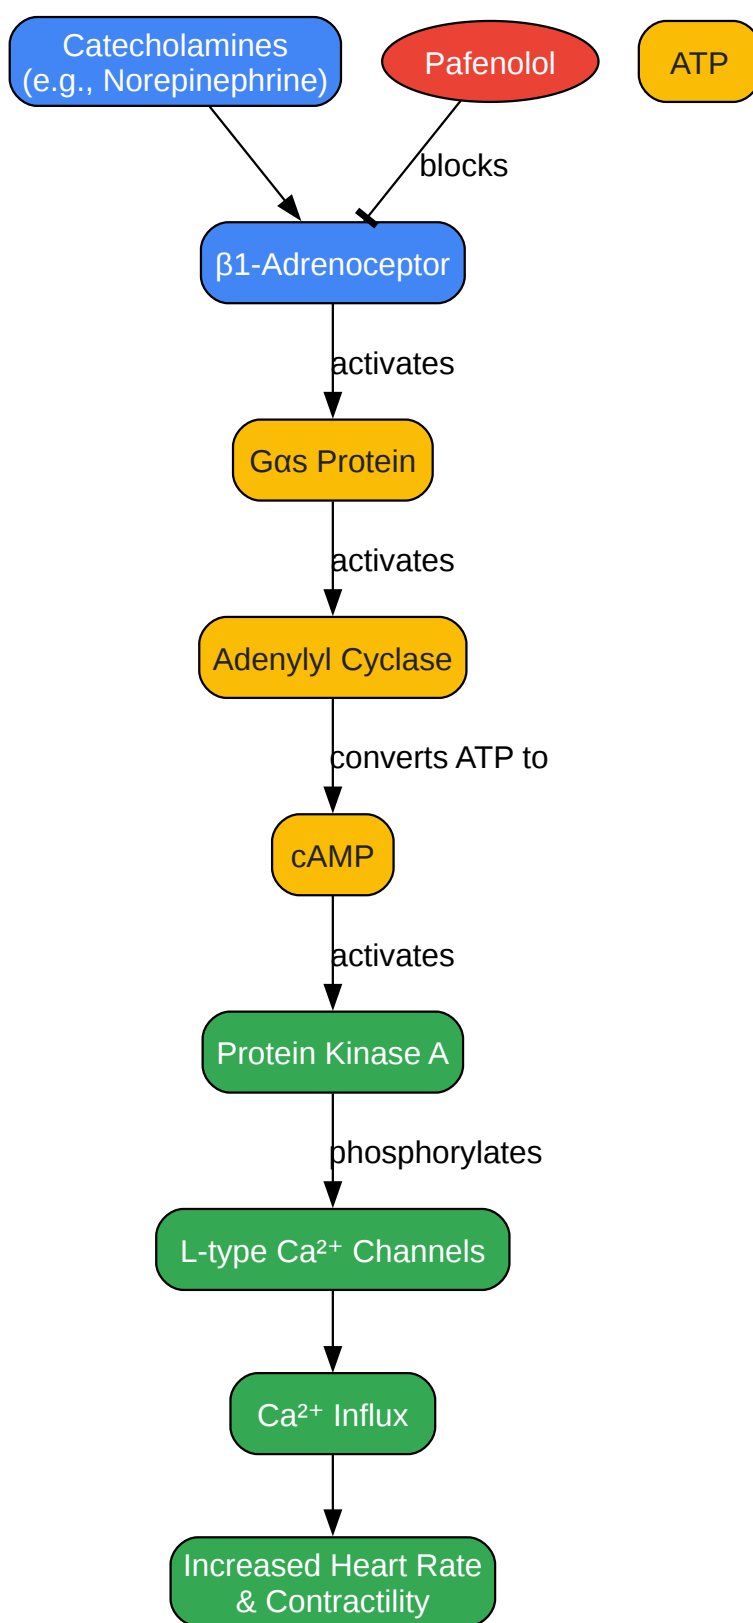 Catecholamines
(e.g., Norepinephrine)
Pafenolol
ATP
blocks
β1-Adrenoceptor
activates
Gαs Protein
activates
Adenylyl Cyclase
converts ATP to
cAMP
activates
Protein Kinase A
phosphorylates
L-type Ca²⁺ Channels
Ca²⁺ Influx
Increased Heart Rate
& Contractility